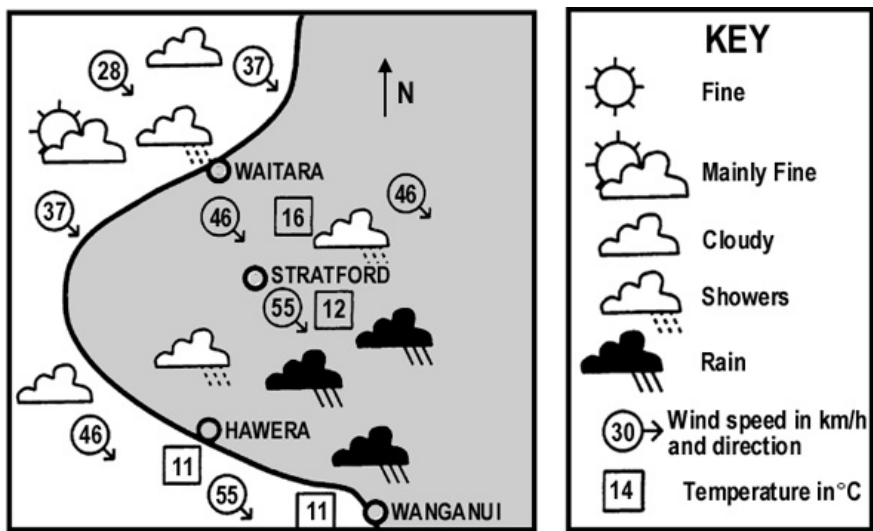 28
37
N
WAITARA
37
46
16
46
STRATFORD
55
12
HAWERA
46
11
55
11
WANGANUI
KEY
Fine
Mainly Fine
Cloudy
Showers
Rain
30
Wind speed in km/h
and direction
14
Temperature in°C